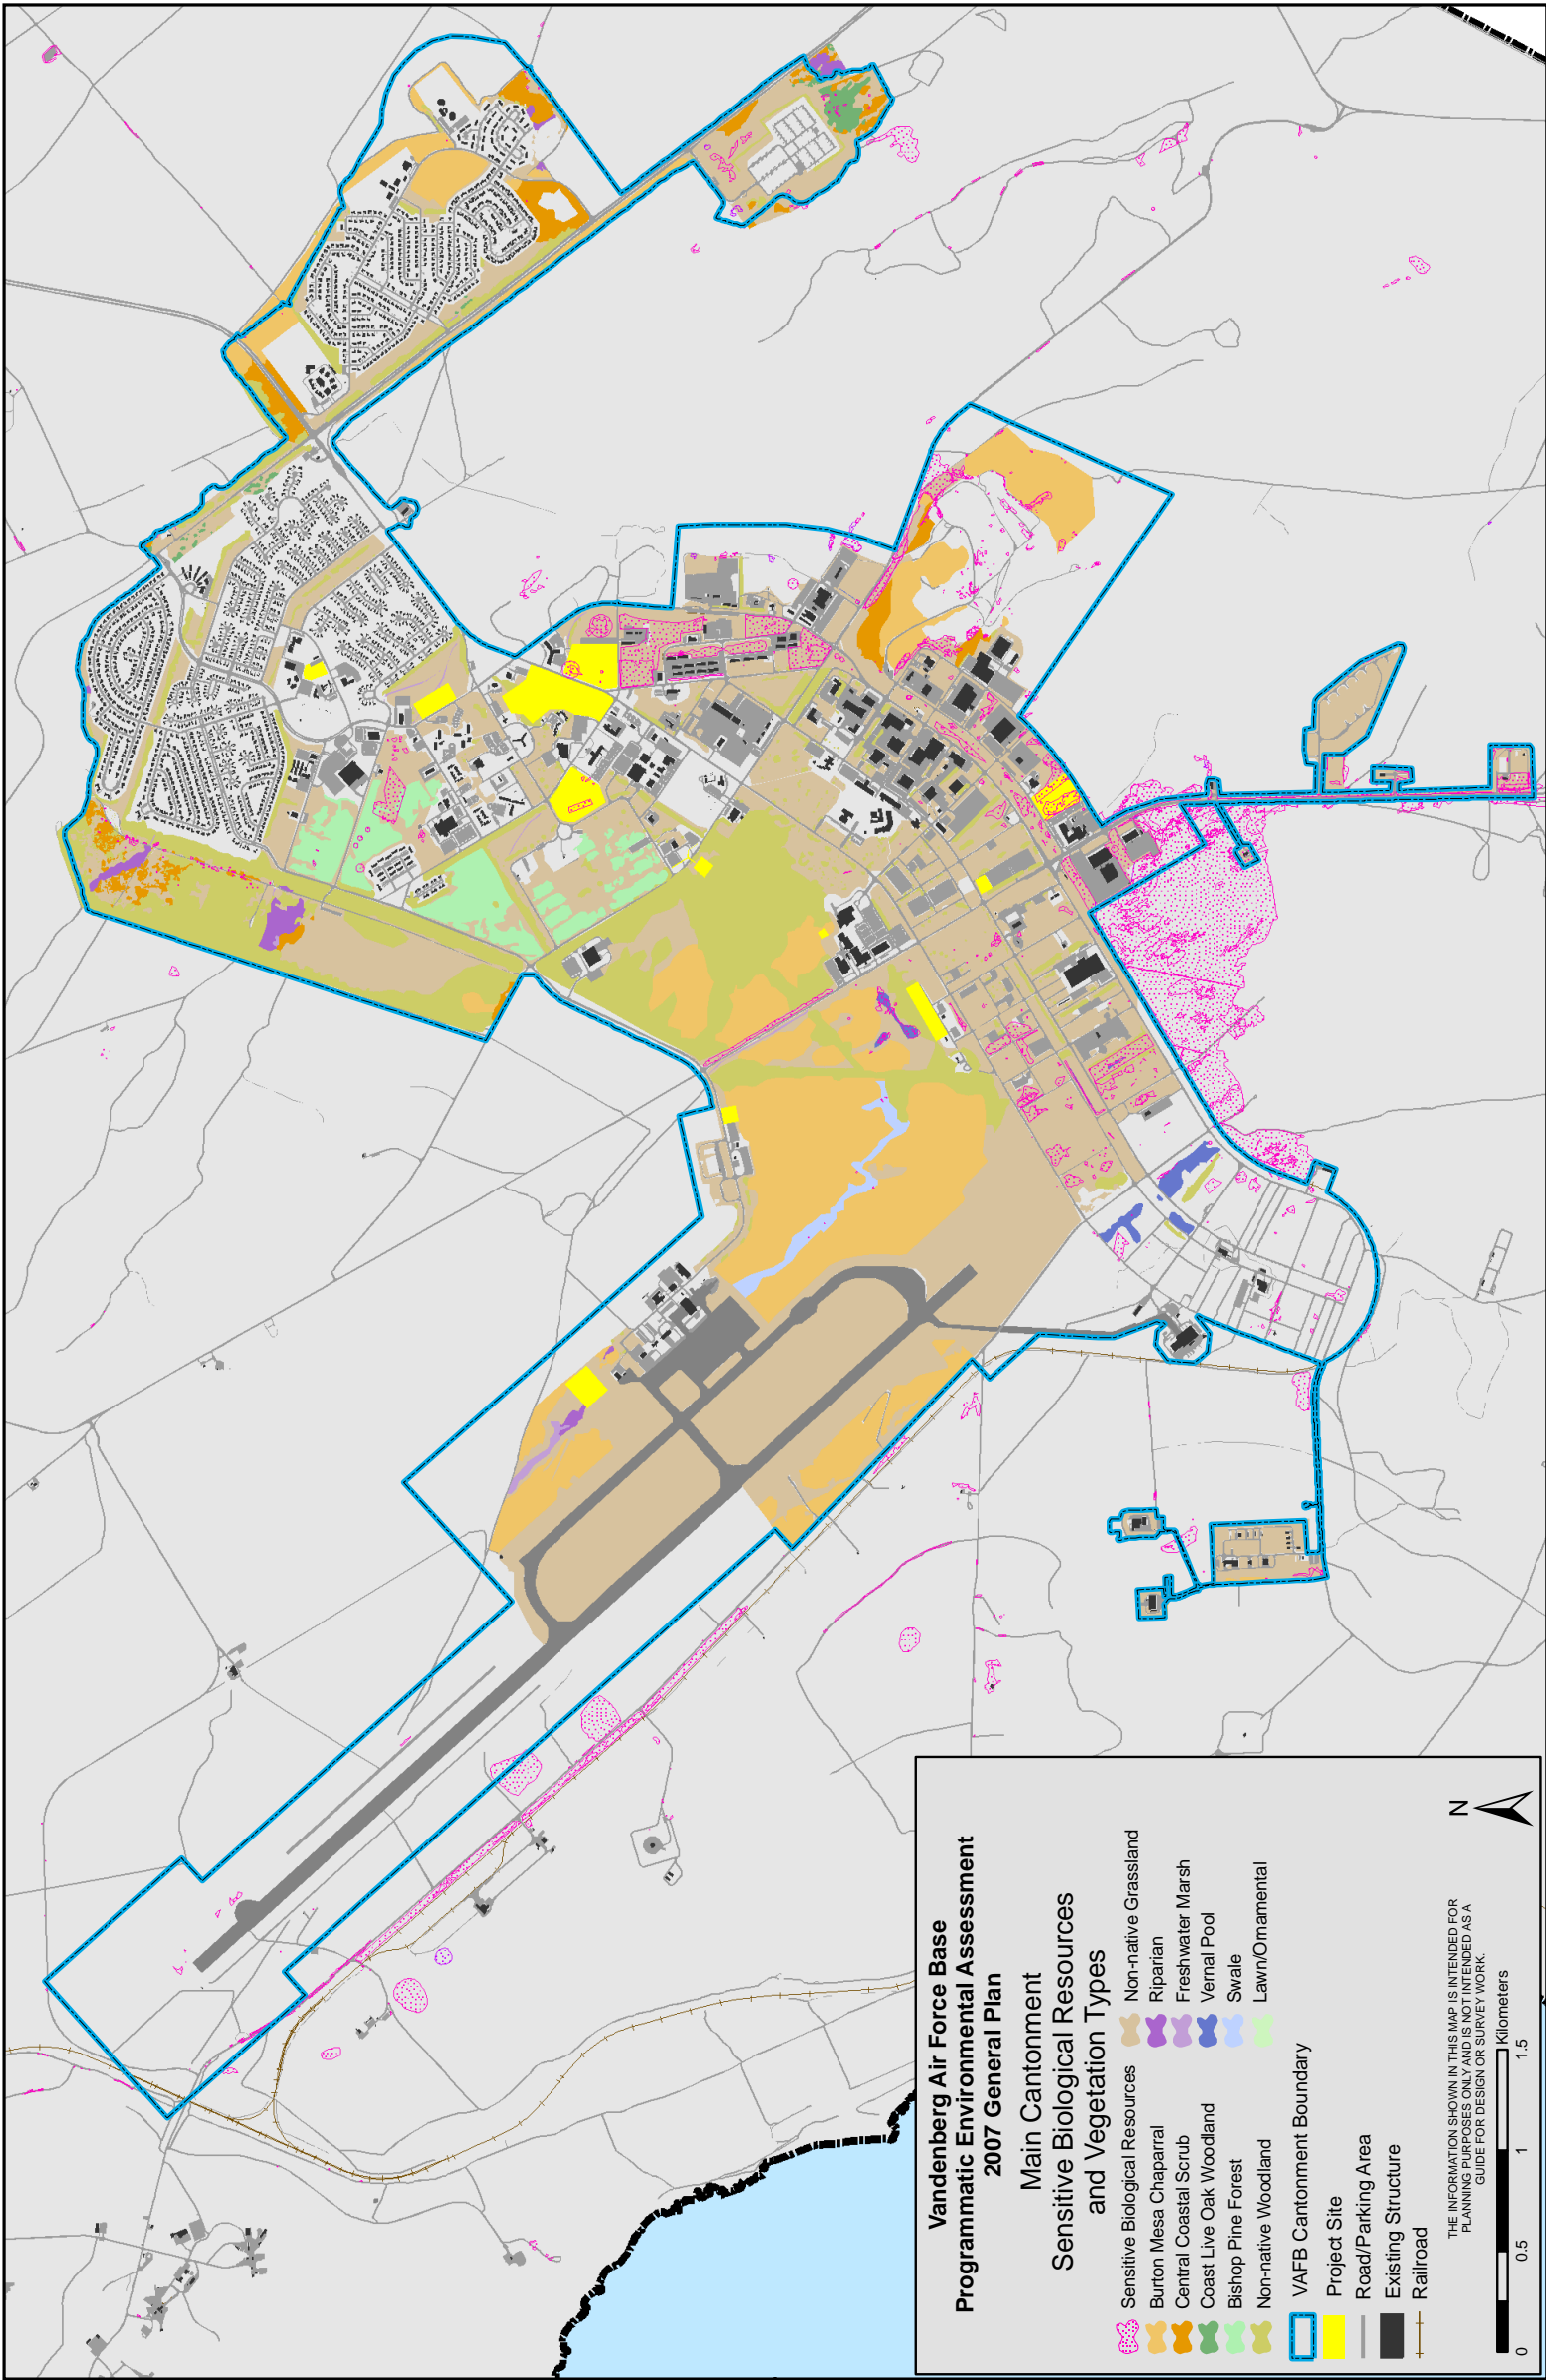 Vandenberg Air Force Base
Programmatic Environmental Assessment
2007 General Plan
Main Cantonment
Sensitive Biological Resources
and Vegetation Types
Sensitive Biological Resources
Burton Mesa Chaparral
Central Coastal Scrub
Coast Live Oak Woodland
Bishop Pine Forest
Non-native Woodland
Non-native Grassland
Riparian
Freshwater Marsh
Vernal Pool
Swale
Lawn/Ornamental
VAFB Cantonment Boundary
Project Site
Road/Parking Area
Existing Structure
Railroad
N
THE INFORMATION SHOWN IN THIS MAP IS INTENDED FOR
PLANNING PURPOSES ONLY AND IS NOT INTENDED AS A
GUIDE FOR DESIGN OR SURVEY WORK.
0 0.5 1 1.5
Kilometers